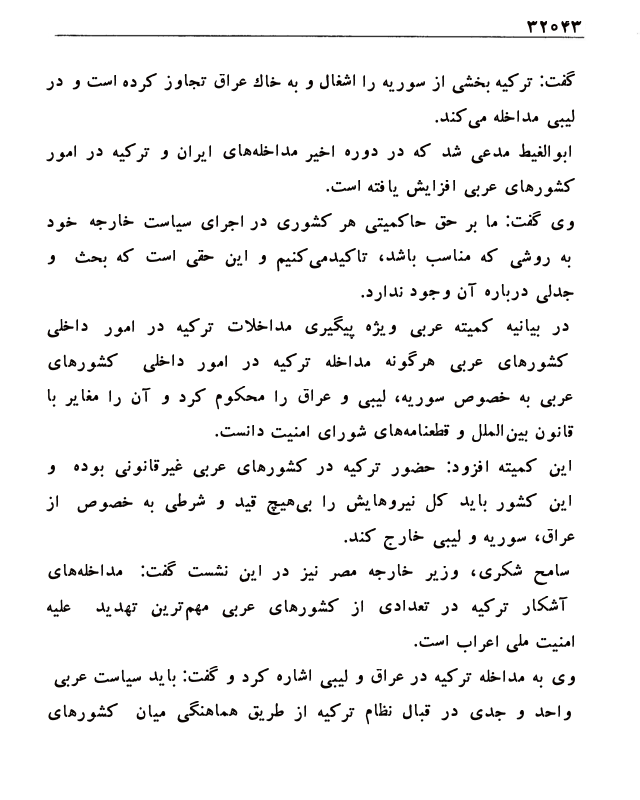 ۳۲۰۴۳
گفت: ترکیه بخشی از سوریه را اشغال و به خاك عراق تجاوز کرده است و در
لیبی مداخله می‌کند.
ابوالغیط مدعی شد که در دوره اخیر مداخله‌های ایران و ترکیه در امور
کشورهای عربی افزایش یافته است.
وی گفت: ما بر حق حاکمیتی هر کشوری در اجرای سیاست خارجه خود
به روشی که مناسب باشد، تاکیدمی‌کنیم و این حقی است که بحث و
جدلی درباره آن وجود ندارد.
در بیانیه کمیته عربی ویژه پیگیری مداخلات ترکیه در امور داخلی
کشورهای عربی هرگونه مداخله ترکیه در امور داخلی کشورهای
عربی به خصوص سوریه، لیبی و عراق را محکوم کرد و آن را مغایر با
قانون بین‌الملل و قطعنامه‌های شورای امنیت دانست.
این کمیته افزود: حضور ترکیه در کشورهای عربی غیرقانونی بوده و
این کشور باید کل نیروهایش را بی‌هیچ قید و شرطی به خصوص از
عراق، سوریه و لیبی خارج کند.
سامح شکری، وزیر خارجه مصر نیز در این نشست گفت: مداخله‌های
آشکار ترکیه در تعدادی از کشورهای عربی مهم‌ترین تهدید علیه
امنیت ملی اعراب است.
وی به مداخله ترکیه در عراق و لیبی اشاره کرد و گفت: باید سیاست عربی
واحد و جدی در قبال نظام ترکیه از طریق هماهنگی میان کشورهای